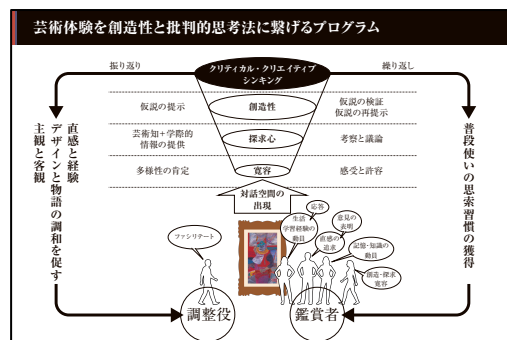 芸術体験を創造性と批判的思考法に繋げるプログラム
振り返り
クリティカル・クリエイティブ
シンキング
繰り返し
仮説の提示
創造性
仮説の検証
仮説の再提示
芸術知+学際的
情報の提供
探求心
考察と議論
多様性の肯定
寛容
感受と許容
直感と経験
デザインと物語の調和を促す
主観と客観
普段使いの思索習慣の獲得
対話空間の
出現
ファシリテート
生活
学習経験の
動員
応答
直感の
追求
意見の
表明
記憶・知識の
動員
創造・探求
寛容
調整役
鑑賞者